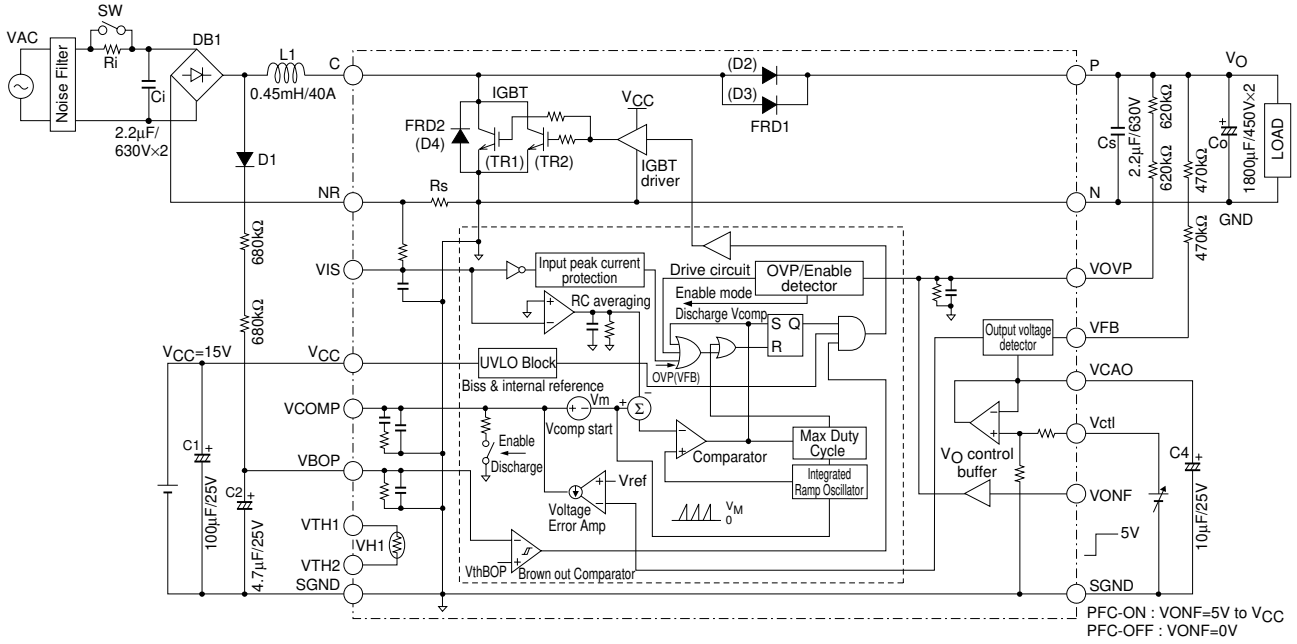 SW
VAC
Noise Filter
Ri
Ci
2.2μF/
630V×2
DB1
L1
0.45mH/40A
D1
680kΩ
680kΩ
C
NR
VIS
VCC
VCOMP
VBOP
VTH1
VTH2
SGND
VCC=15V
C1
100μF/25V
C2
+
4.7μF/25V
VH1
Rs
IGBT
FRD2
(D4)
(TR1)
(TR2)
VCC
IGBT
driver
(D2)
(D3)
FRD1
Input peak current
protection
RC averaging
Drive circuit
OVP/Enable
detector
Enable mode
Discharge Vcomp
S Q
R
OVP(VFB)
UVLO Block
Biss & internal reference
Vm
+ −
Vcomp start
+
−
Σ
Enable
Discharge
−
+
Comparator
Max Duty
Cycle
Integrated
Ramp Oscillator
VM
0
+
−
Vref
Voltage
Error Amp
−
+
VthBOP
Brown out Comparator
P
N
VOVP
VFB
VCAO
Vctl
VONF
SGND
Output voltage
detector
−
+
VO control
buffer
Cs
2.2μF/630V
620kΩ
620kΩ
470kΩ
470kΩ
VO
+
Co
1800μF/450V×2
LOAD
GND
C4
+
10μF/25V
5V
PFC-ON : VONF=5V to VCC
PFC-OFF : VONF=0V